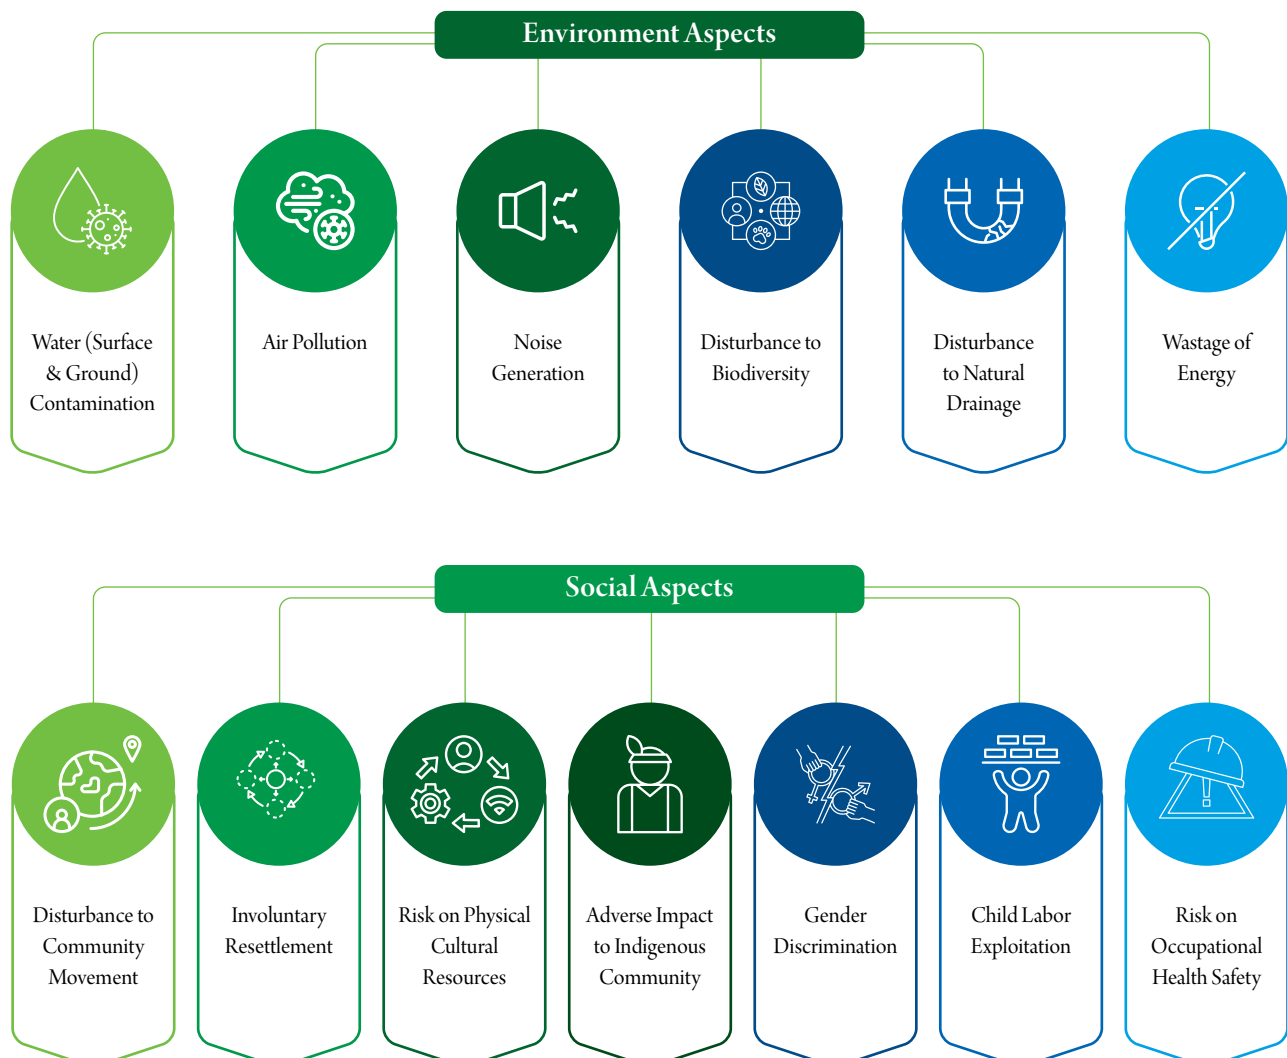 Environment Aspects
Water (Surface
& Ground)
Contamination
Air Pollution
Noise
Generation
Disturbance to
Biodiversity
Disturbance
to Natural
Drainage
Wastage of
Energy
Social Aspects
Disturbance to
Community
Movement
Involuntary
Resettlement
Risk on Physical
Cultural
Resources
Adverse Impact
to Indigenous
Community
Gender
Discrimination
Child Labor
Exploitation
Risk on
Occupational
Health Safety